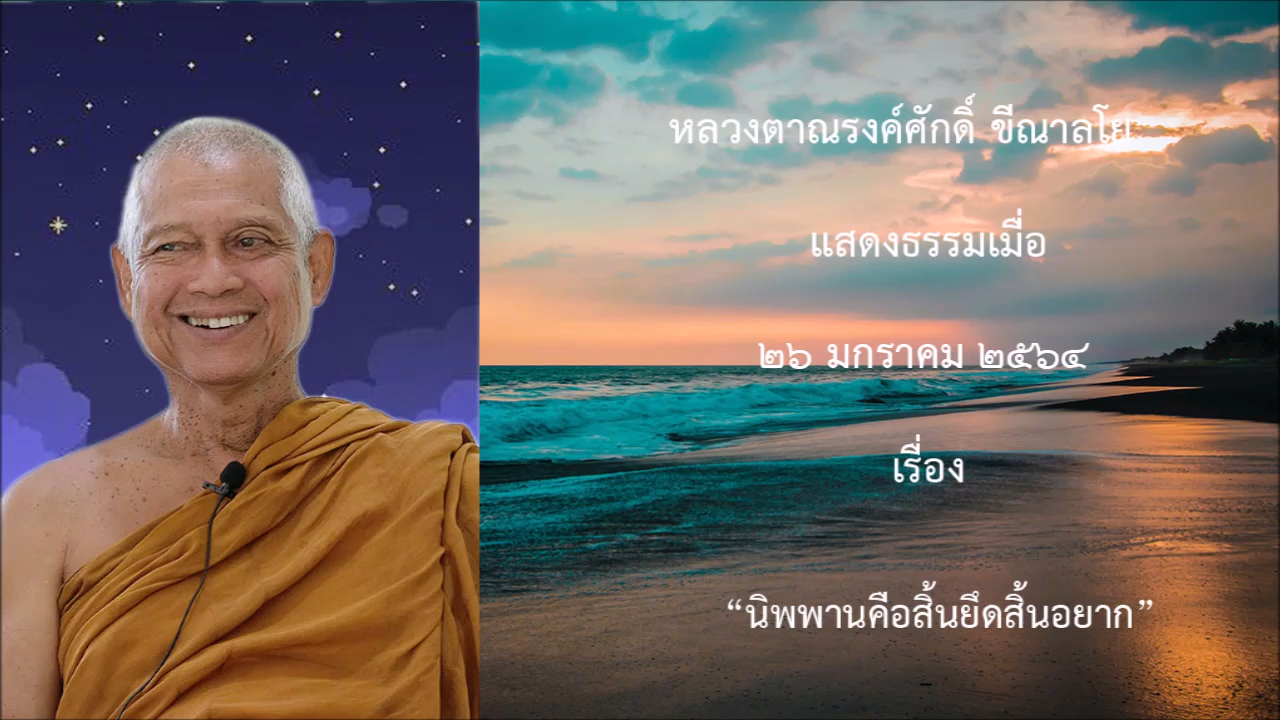 หลวงตาณรงค์ศักดิ์ ขีณาลโย
แสดงธรรมเมื่อ
๒๖ มกราคม ๒๕๖๔
เรื่อง
“นิพพานคือสิ้นยึดสิ้นอยาก”